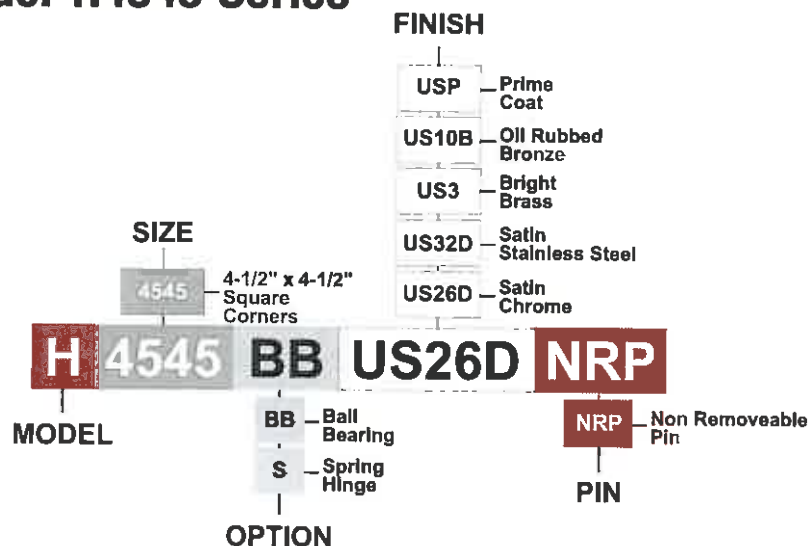 FINISH
USP
Prime
Coat
US10B
Oil Rubbed
Bronze
US3
Bright
Brass
US32D
Satin
Stainless Steel
US26D
Satin
Chrome
SIZE
4545
4-1/2" x 4-1/2"
Square
Corners
H 4545 BB US26D NRP
MODEL
BB
Ball
Bearing
S
Spring
Hinge
OPTION
NRP
Non Removeable
Pin
PIN